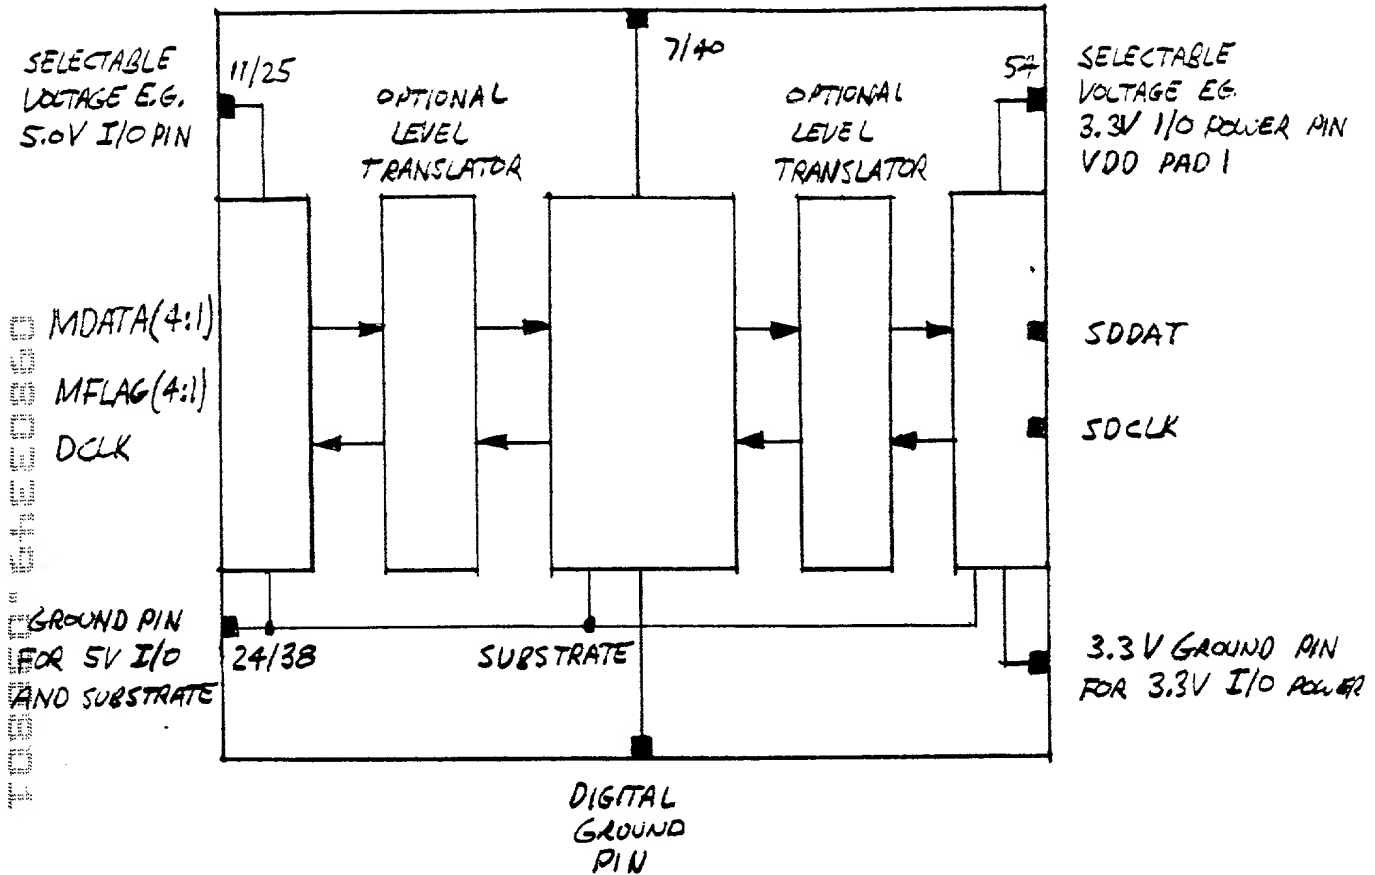 SELECTABLE
VOLTAGE E.G.
5.0V I/O PIN
11/25
OPTIONAL
LEVEL
TRANSLATOR
7/40
OPTIONAL
LEVEL
TRANSLATOR
54
SELECTABLE
VOLTAGE EG.
3.3V I/O POWER PIN
VDD PAD 1
MDATA(4:1)
MFLAG(4:1)
DCLK
SDDAT
SDCLK
GROUND PIN
FOR 5V I/O
AND SUBSTRATE
24/38
SUBSTRATE
3.3V GROUND PIN
FOR 3.3V I/O POWER
DIGITAL
GROUND
PIN